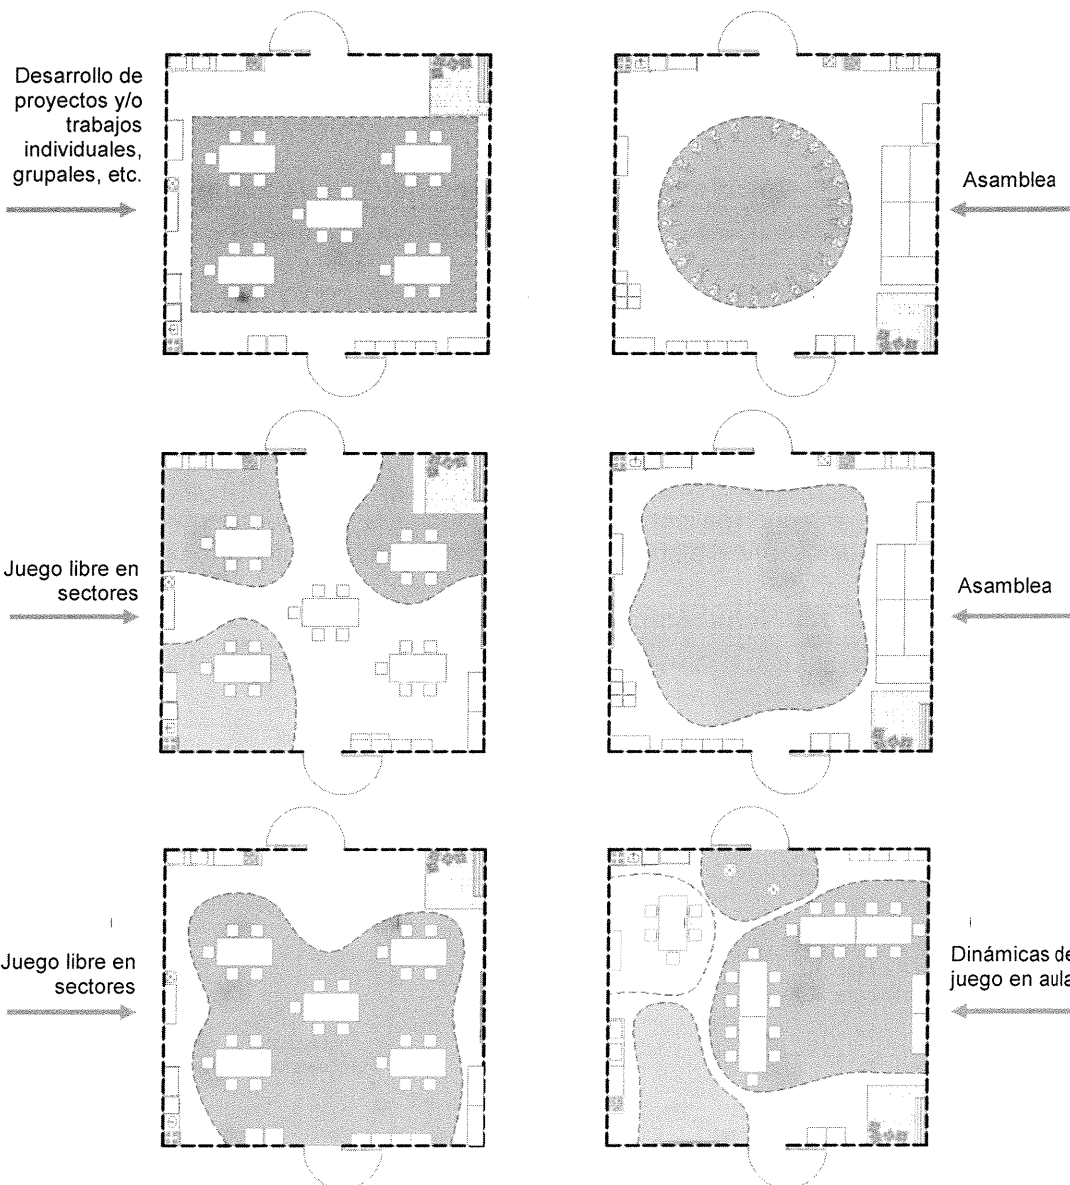 Desarrollo de
proyectos y/o
trabajos
individuales,
grupales, etc.
Asamblea
Juego libre en
sectores
Asamblea
Juego libre en
sectores
Dinámicas de
juego en aula